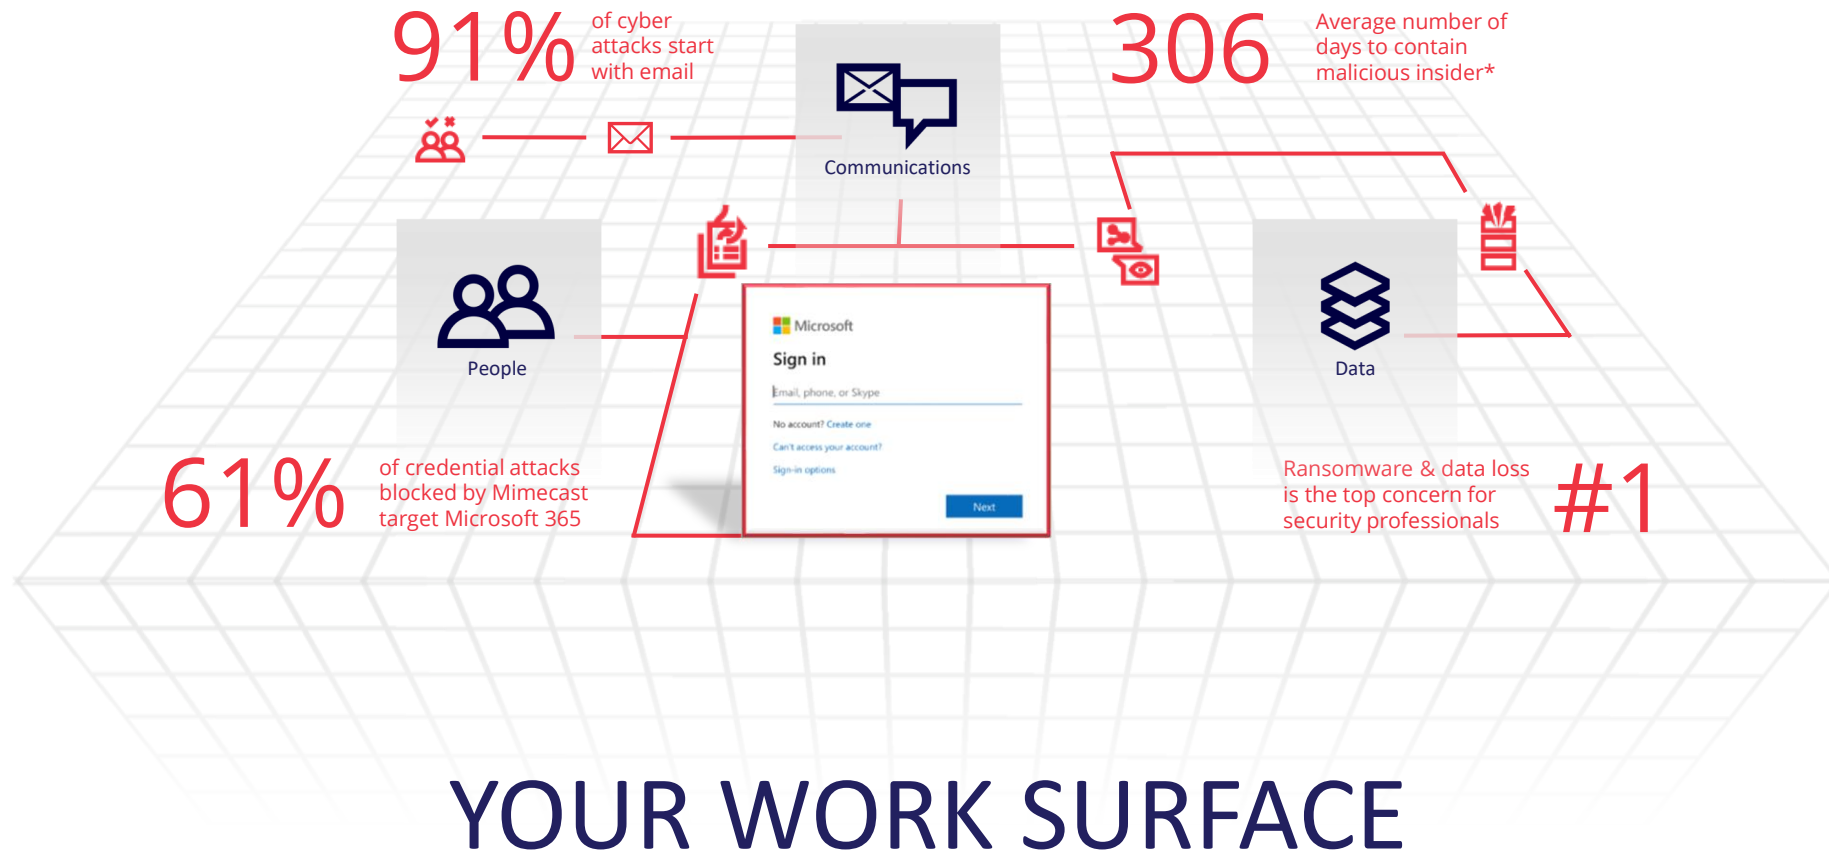 91%
of cyber
attacks start
with email
306
Average number of
days to contain
malicious insider*
Communications
People
Microsoft
Sign in
Email, phone, or Skype
No account? Create one
Can't access your account?
Sign-in options
Next
Data
61%
of credential attacks
blocked by Mimecast
target Microsoft 365
Ransomware & data loss
is the top concern for
security professionals
#1
YOUR WORK SURFACE